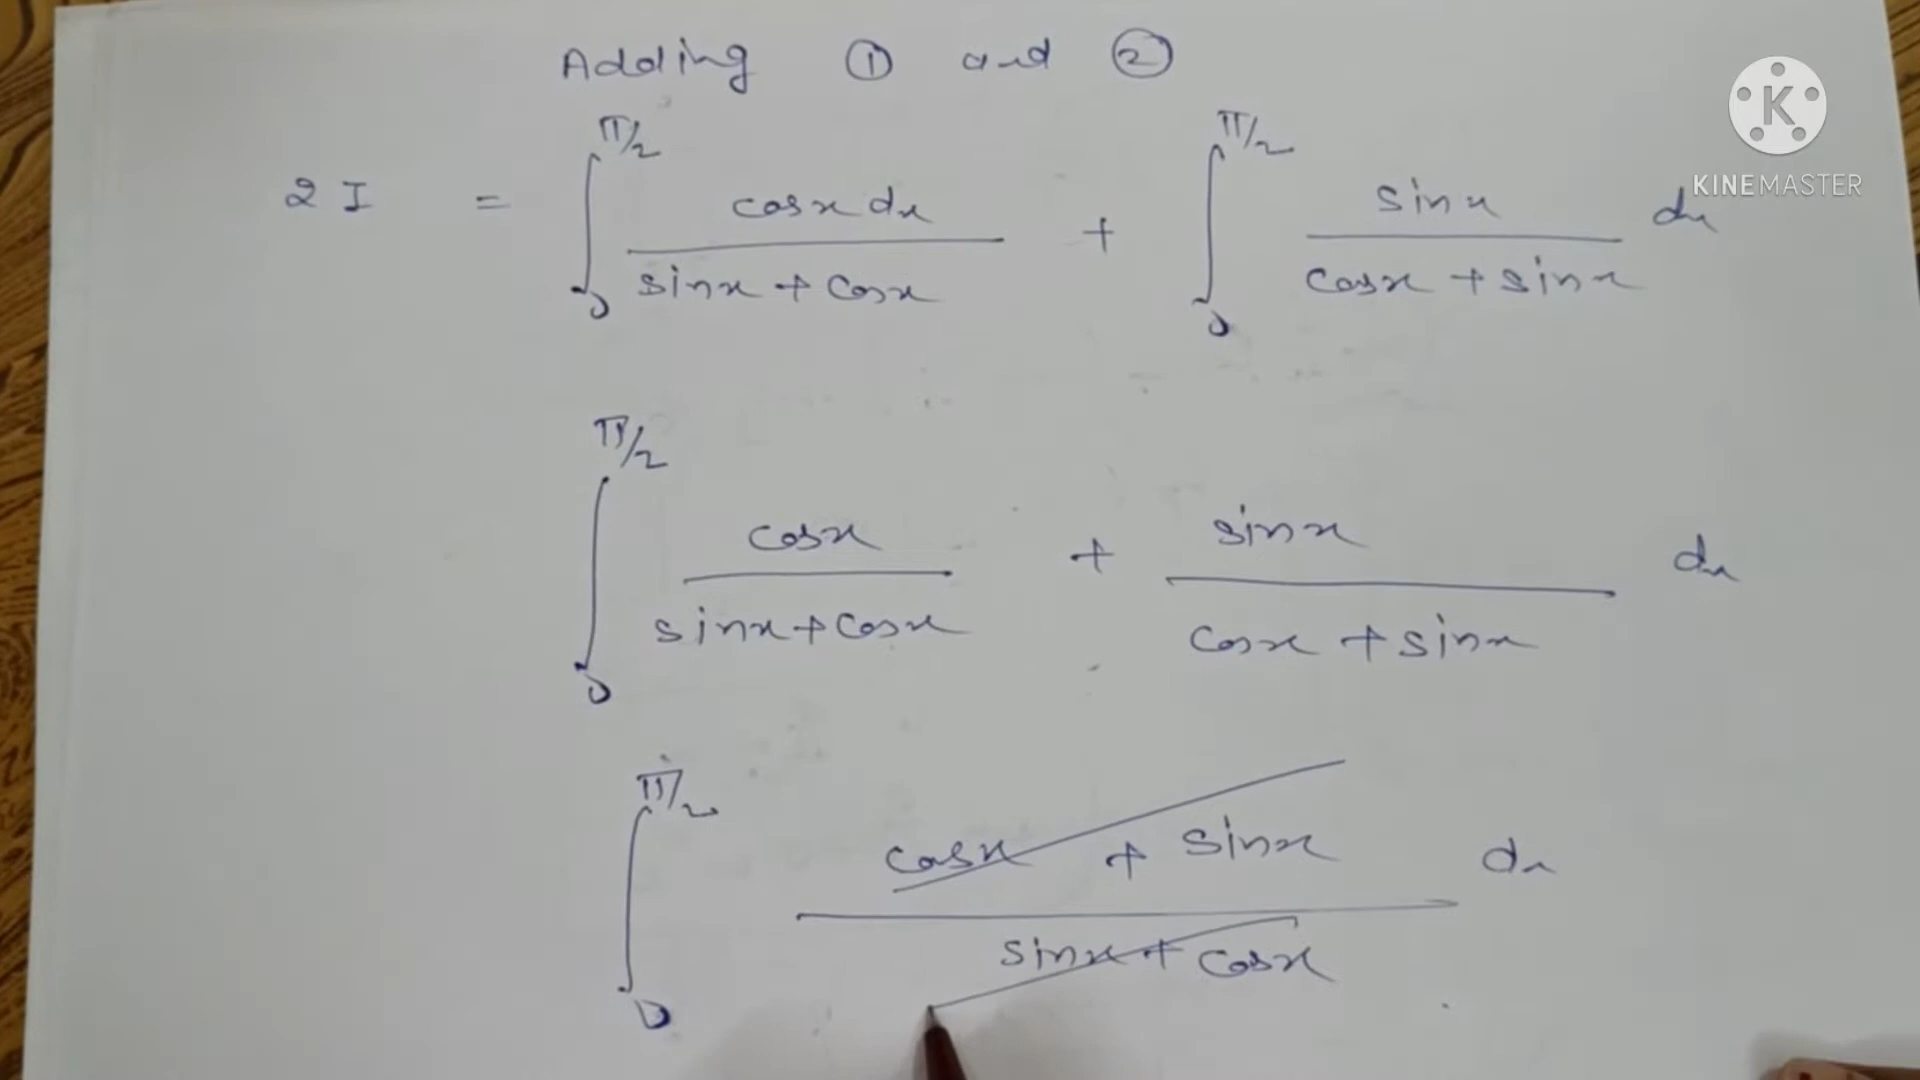 Adding ① and ②
2 I = ∫₀^π/2 cosx dx / sinx + cosx + ∫₀^π/2 sinx / cosx + sinx dx
∫₀^π/2 cosx / sinx + cosx + sinx / cosx + sinx dx
∫₀^π/2 cosx + sinx / sinx + cosx dx
K
KINEMASTER